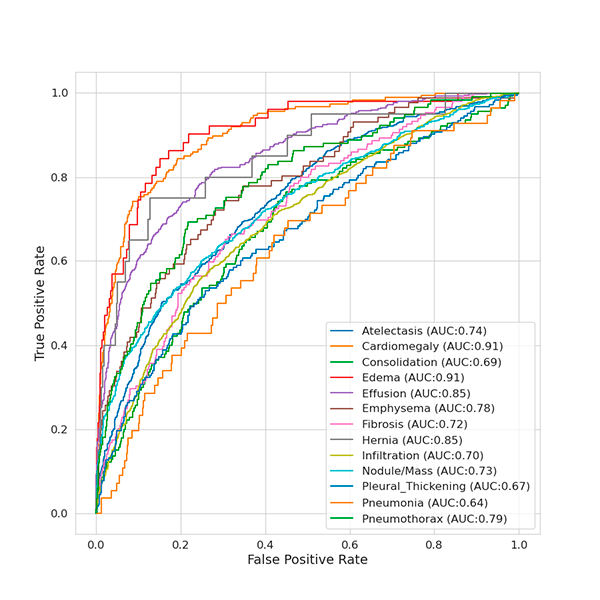 1.0
0.8
0.6
0.4
0.2
0.0
True Positive Rate
Atelectasis (AUC:0.74)
Cardiomegaly (AUC:0.91)
Consolidation (AUC:0.69)
Edema (AUC:0.91)
Effusion (AUC:0.85)
Emphysema (AUC:0.78)
Fibrosis (AUC:0.72)
Hernia (AUC:0.85)
Infiltration (AUC:0.70)
Nodule/Mass (AUC:0.73)
Pleural_Thickening (AUC:0.67)
Pneumonia (AUC:0.64)
Pneumothorax (AUC:0.79)
0.0 0.2 0.4 0.6 0.8 1.0
False Positive Rate